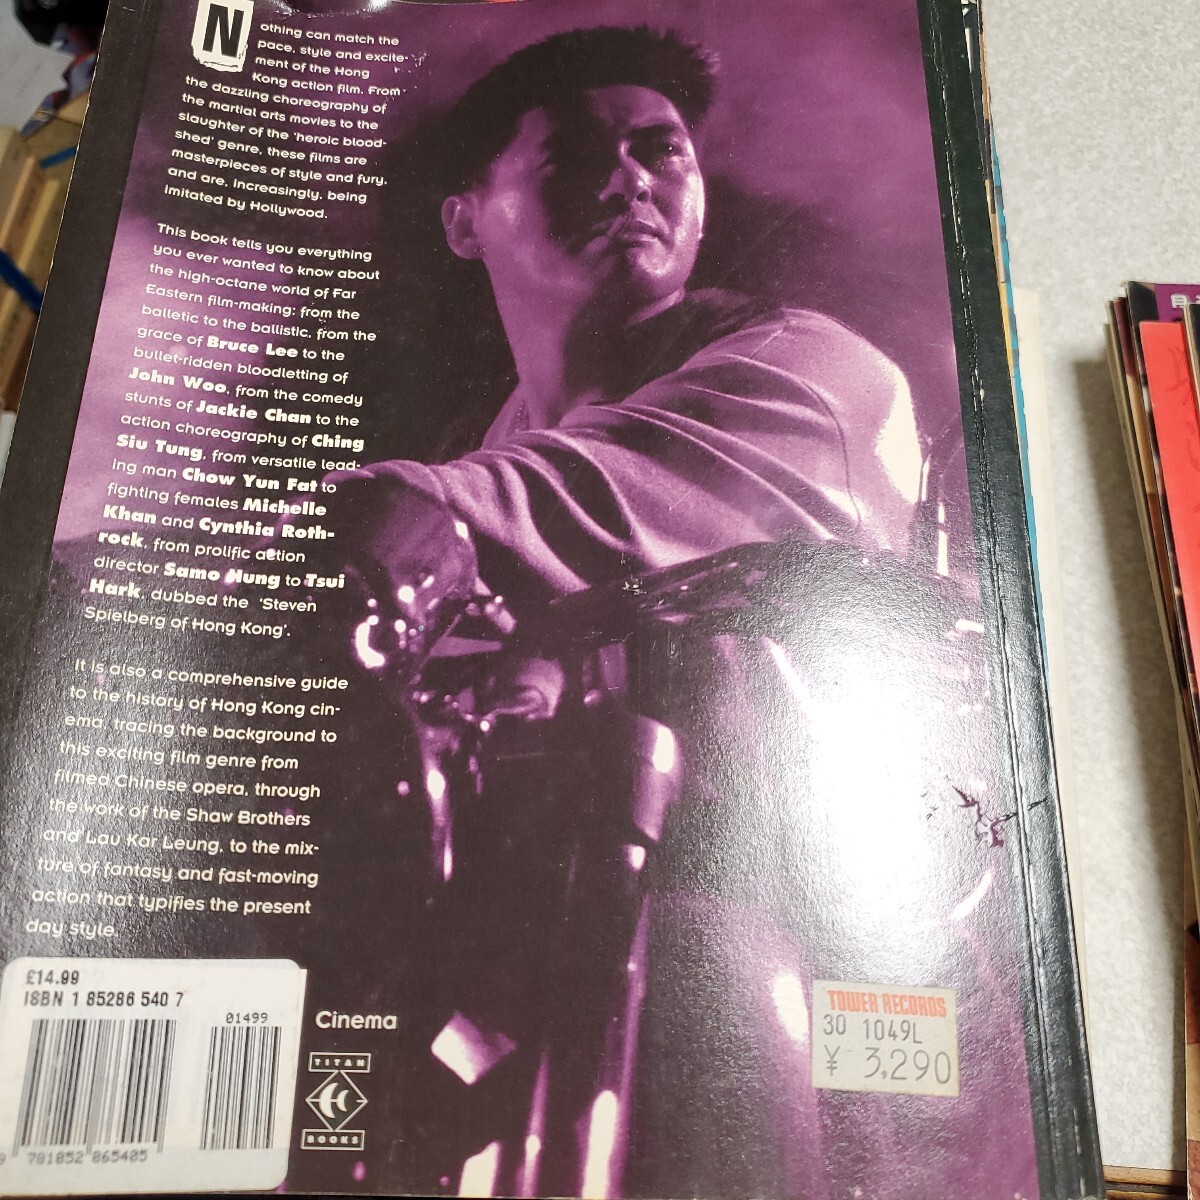 Nothing can match the
pace, style and excite-
ment of the Hong
Kong action film. From
the dazzling choreography of
the martial arts movies to the
slaughter of the 'heroic blood-
shed' genre, these films are
masterpieces of style and fury,
and are, increasingly, being
imitated by Hollywood.
This book tells you everything
you ever wanted to know about
the high-octane world of Far
Eastern film-making: from the
balletic to the ballistic, from the
grace of Bruce Lee to the
bullet-ridden bloodletting of
John Woo, from the comedy
stunts of Jackie Chan to the
action choreography of Ching
Siu Tung, from versatile lead-
ing man Chow Yun Fat to
fighting females Michelle
Khan and Cynthia Roth-
rock, from prolific action
director Samo Hung to Tsui
Hark, dubbed the 'Steven
Spielberg of Hong Kong'.
It is also a comprehensive guide
to the history of Hong Kong cin-
ema, tracing the background to
this exciting film genre from
filmed Chinese opera, through
the work of the Shaw Brothers
and Lau Kar Leung, to the mix-
ture of fantasy and fast-moving
action that typifies the present
day style.
£14.99
ISBN 1 85286 540 7
01499
9 781852 865405
Cinema
TITAN
BOOKS
TOWER RECORDS
30 1049L
¥ 3,290